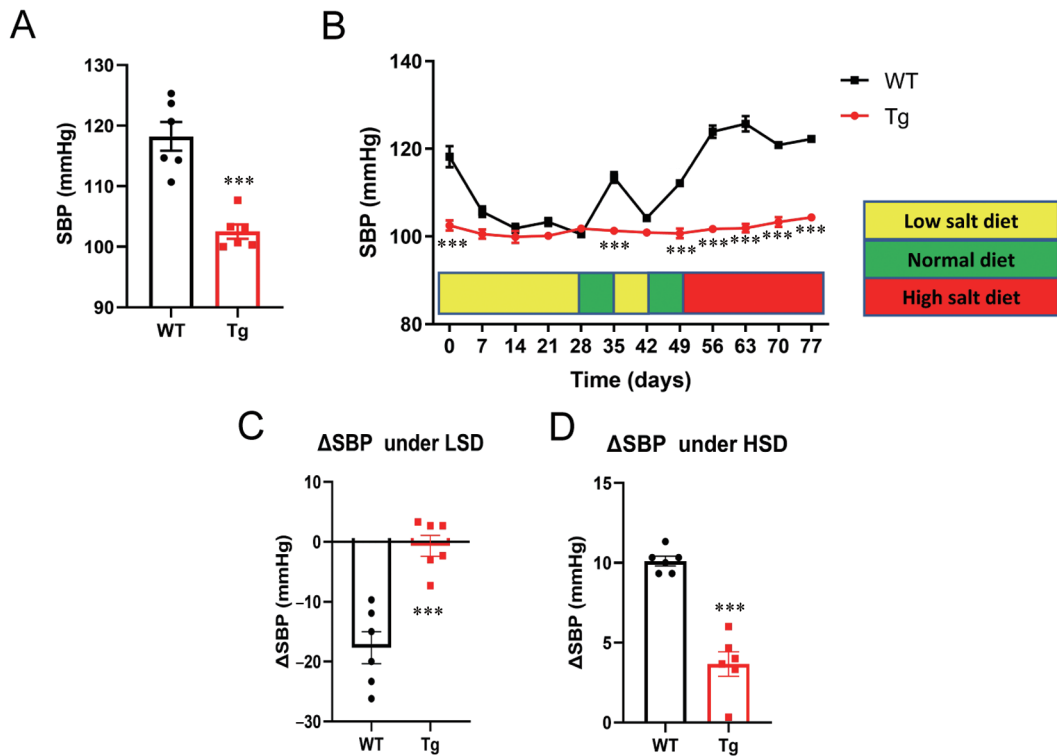 A
SBP (mmHg)
130
120
110
100
90
***
WT
Tg
B
SBP (mmHg)
140
120
100
80
***
***
***
***
***
***
***
0 7 14 21 28 35 42 49 56 63 70 77
Time (days)
WT
Tg
Low salt diet
Normal diet
High salt diet
C
ΔSBP under LSD
ΔSBP (mmHg)
10
0
−10
−20
−30
***
WT
Tg
D
ΔSBP under HSD
ΔSBP (mmHg)
15
10
5
0
***
WT
Tg